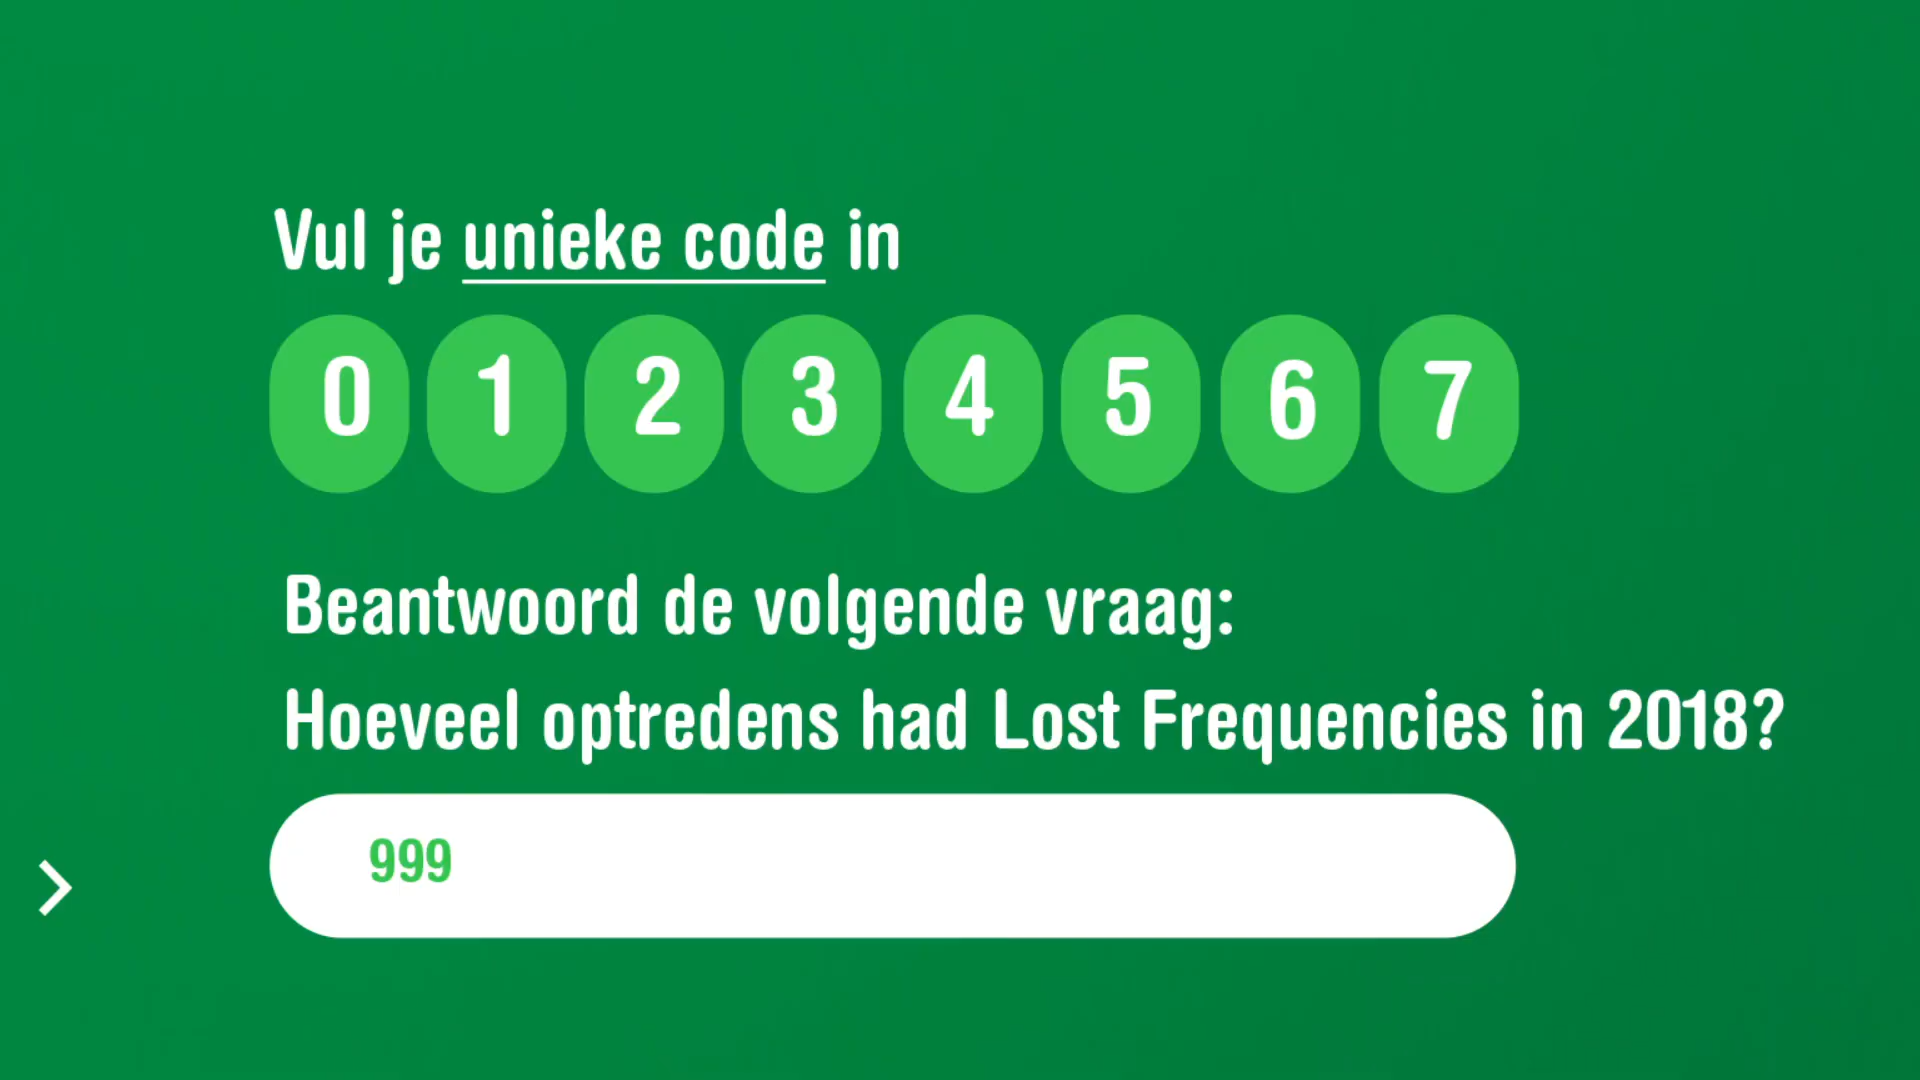 Vul je unieke code in
0 1 2 3 4 5 6 7
Beantwoord de volgende vraag:
Hoeveel optredens had Lost Frequencies in 2018?
999